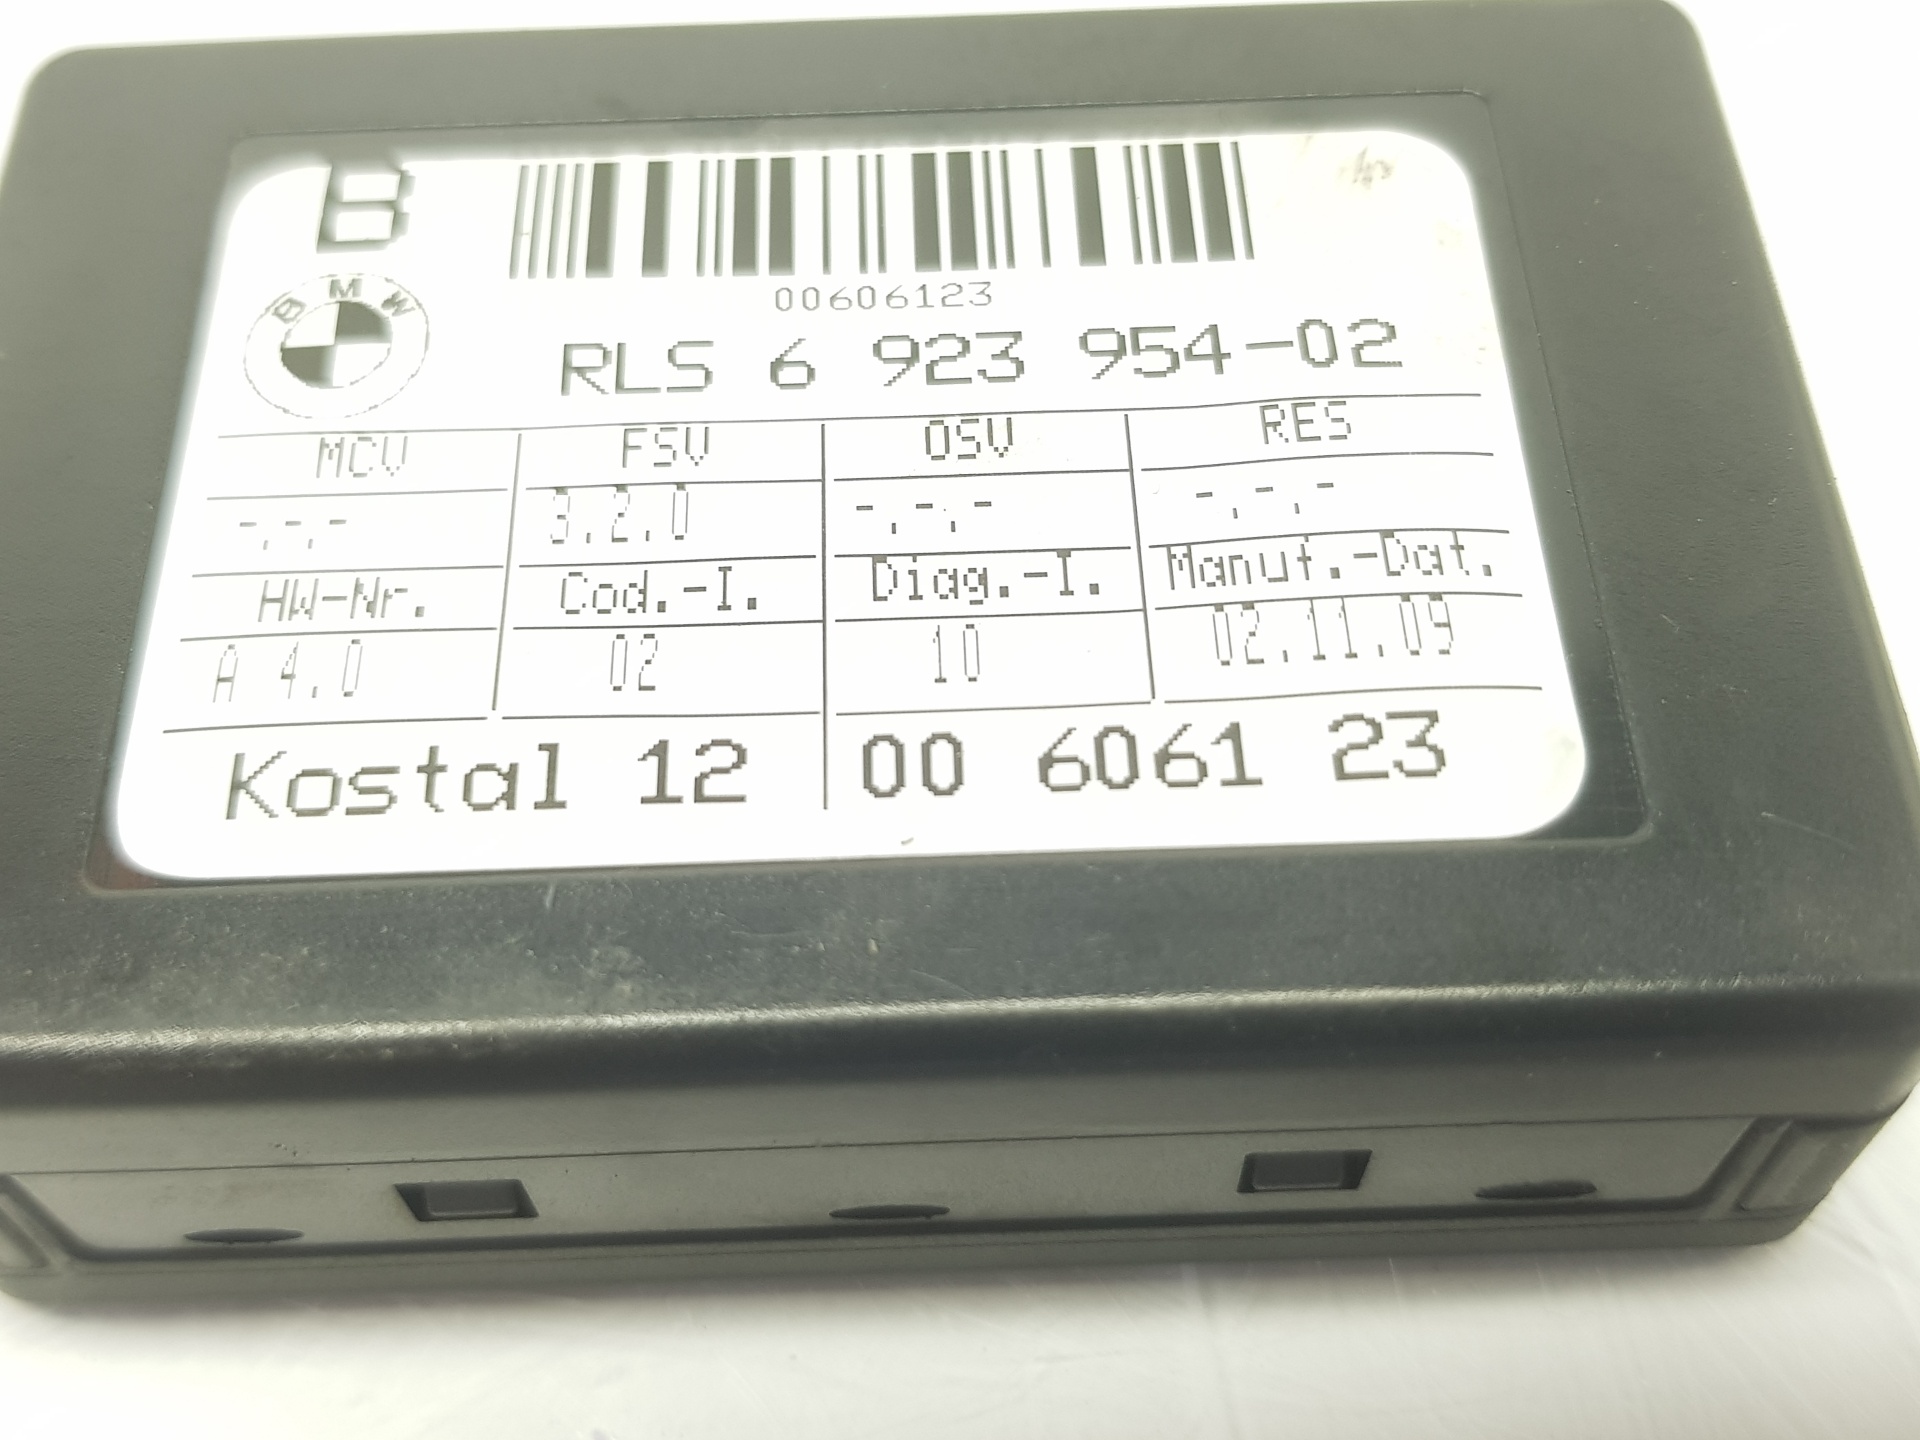 B
BMW
00606123
RLS 6 923 954-02
MCV FSV OSV RES
-.-.- 3.2.0 -.-.- -.-.-
HW-Nr. Cod.-I. Diag.-I. Manuf.-Dat.
A 4.0 02 10 02.11.09
Kostal 12 00 6061 23